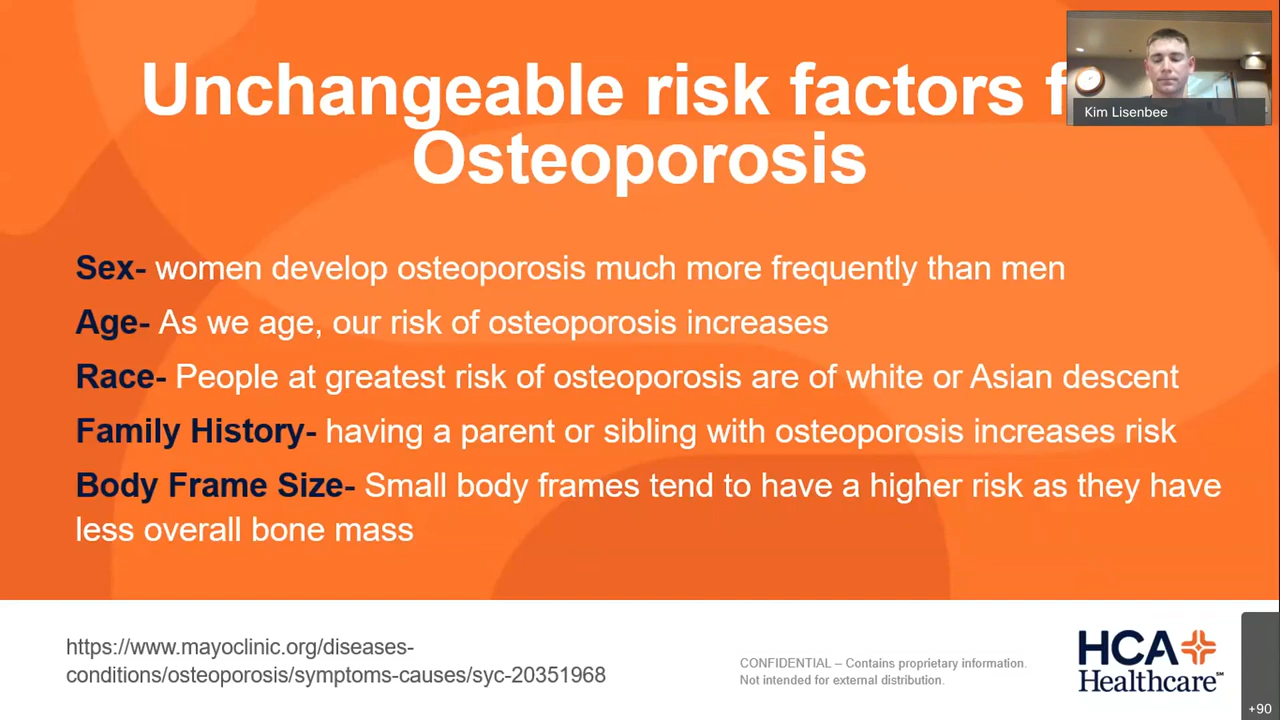 Unchangeable risk factors f
Osteoporosis
Kim Lisenbee
Sex- women develop osteoporosis much more frequently than men
Age- As we age, our risk of osteoporosis increases
Race- People at greatest risk of osteoporosis are of white or Asian descent
Family History- having a parent or sibling with osteoporosis increases risk
Body Frame Size- Small body frames tend to have a higher risk as they have
less overall bone mass
https://www.mayoclinic.org/diseases-
conditions/osteoporosis/symptoms-causes/syc-20351968
CONFIDENTIAL – Contains proprietary information.
Not intended for external distribution.
HCA
Healthcare℠
+90